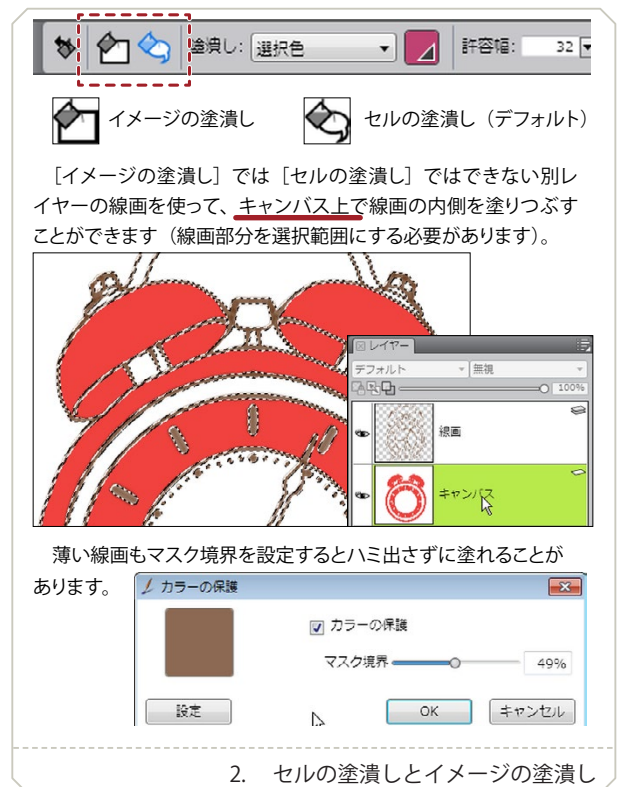 塗潰し: 選択色 許容幅: 32
イメージの塗潰し セルの塗潰し（デフォルト）
［イメージの塗潰し］では［セルの塗潰し］ではできない別レ
イヤーの線画を使って、キャンバス上で線画の内側を塗りつぶす
ことができます（線画部分を選択範囲にする必要があります）。
レイヤー
デフォルト 無視
100%
線画
キャンバス
薄い線画もマスク境界を設定するとハミ出さずに塗れることが
あります。
カラーの保護
カラーの保護
マスク境界 49%
設定 OK キャンセル
2. セルの塗潰しとイメージの塗潰し